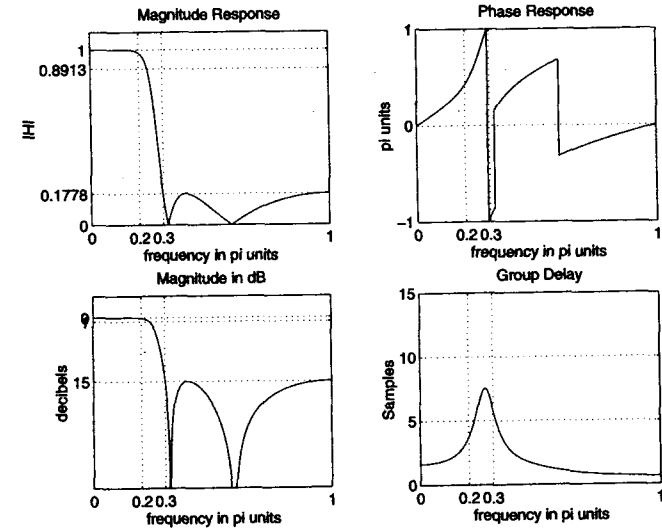 Magnitude Response
1
0.8913
|H|
0.1778
0
0 0.2 0.3 1
frequency in pi units
Phase Response
1
pi units
0
-1
0 0.2 0.3 1
frequency in pi units
Magnitude in dB
decibels
15
0 0.2 0.3 1
frequency in pi units
Group Delay
15
10
Samples
5
0
0 0.2 0.3 1
frequency in pi units